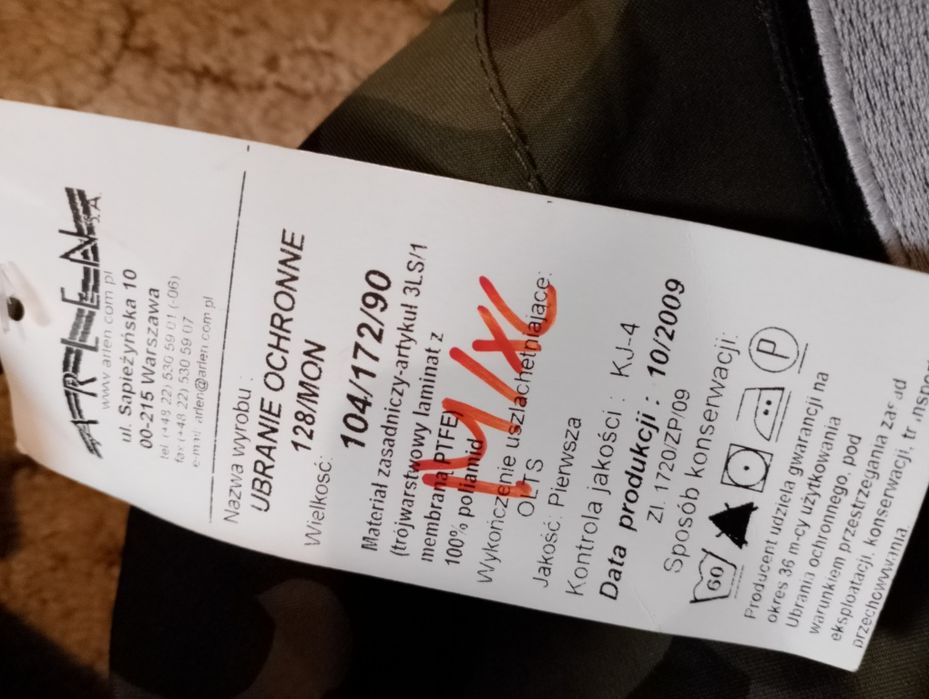 ARLEN S.A.
www.arlen.com.pl
ul. Sapieżyńska 10
00-215 Warszawa
tel. (+48 22) 530 59 01 (-06)
fax (+48 22) 530 59 07
e-mail: arlen@arlen.com.pl
Nazwa wyrobu :
UBRANIE OCHRONNE
128/MON
Wielkość:
104/172/90
Materiał zasadniczy-artykuł 3LS/1
(trójwarstwowy laminat z
membraną PTFE)
100% poliamid
M/XL
Wykończenie uszlachetniające:
OLTS
Jakość: Pierwsza
Kontrola jakości : KJ-4
Data produkcji : 10/2009
Zl. 1720/ZP/09
Sposób konserwacji:
60 P
Producent udziela gwarancji na
okres 36 m-cy użytkowania
Ubrania ochronnego, pod
warunkiem przestrzegania zasad
eksploatacji, konserwacji, transportu
przechowywania.